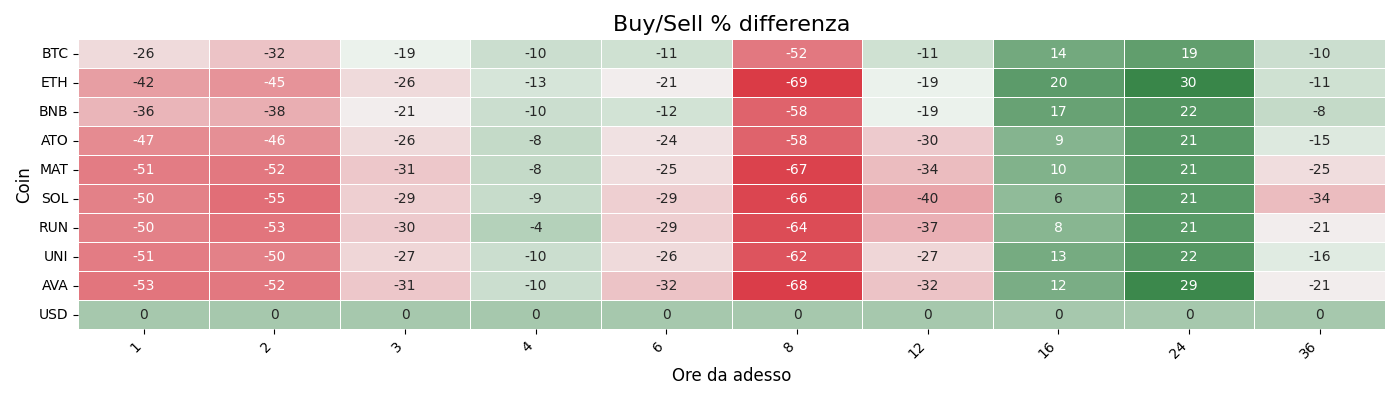 Buy/Sell % differenza
Coin
BTC -26 -32 -19 -10 -11 -52 -11 14 19 -10
ETH -42 -45 -26 -13 -21 -69 -19 20 30 -11
BNB -36 -38 -21 -10 -12 -58 -19 17 22 -8
ATO -47 -46 -26 -8 -24 -58 -30 9 21 -15
MAT -51 -52 -31 -8 -25 -67 -34 10 21 -25
SOL -50 -55 -29 -9 -29 -66 -40 6 21 -34
RUN -50 -53 -30 -4 -29 -64 -37 8 21 -21
UNI -51 -50 -27 -10 -26 -62 -27 13 22 -16
AVA -53 -52 -31 -10 -32 -68 -32 12 29 -21
USD 0 0 0 0 0 0 0 0 0 0
1 2 3 4 6 8 12 16 24 36
Ore da adesso